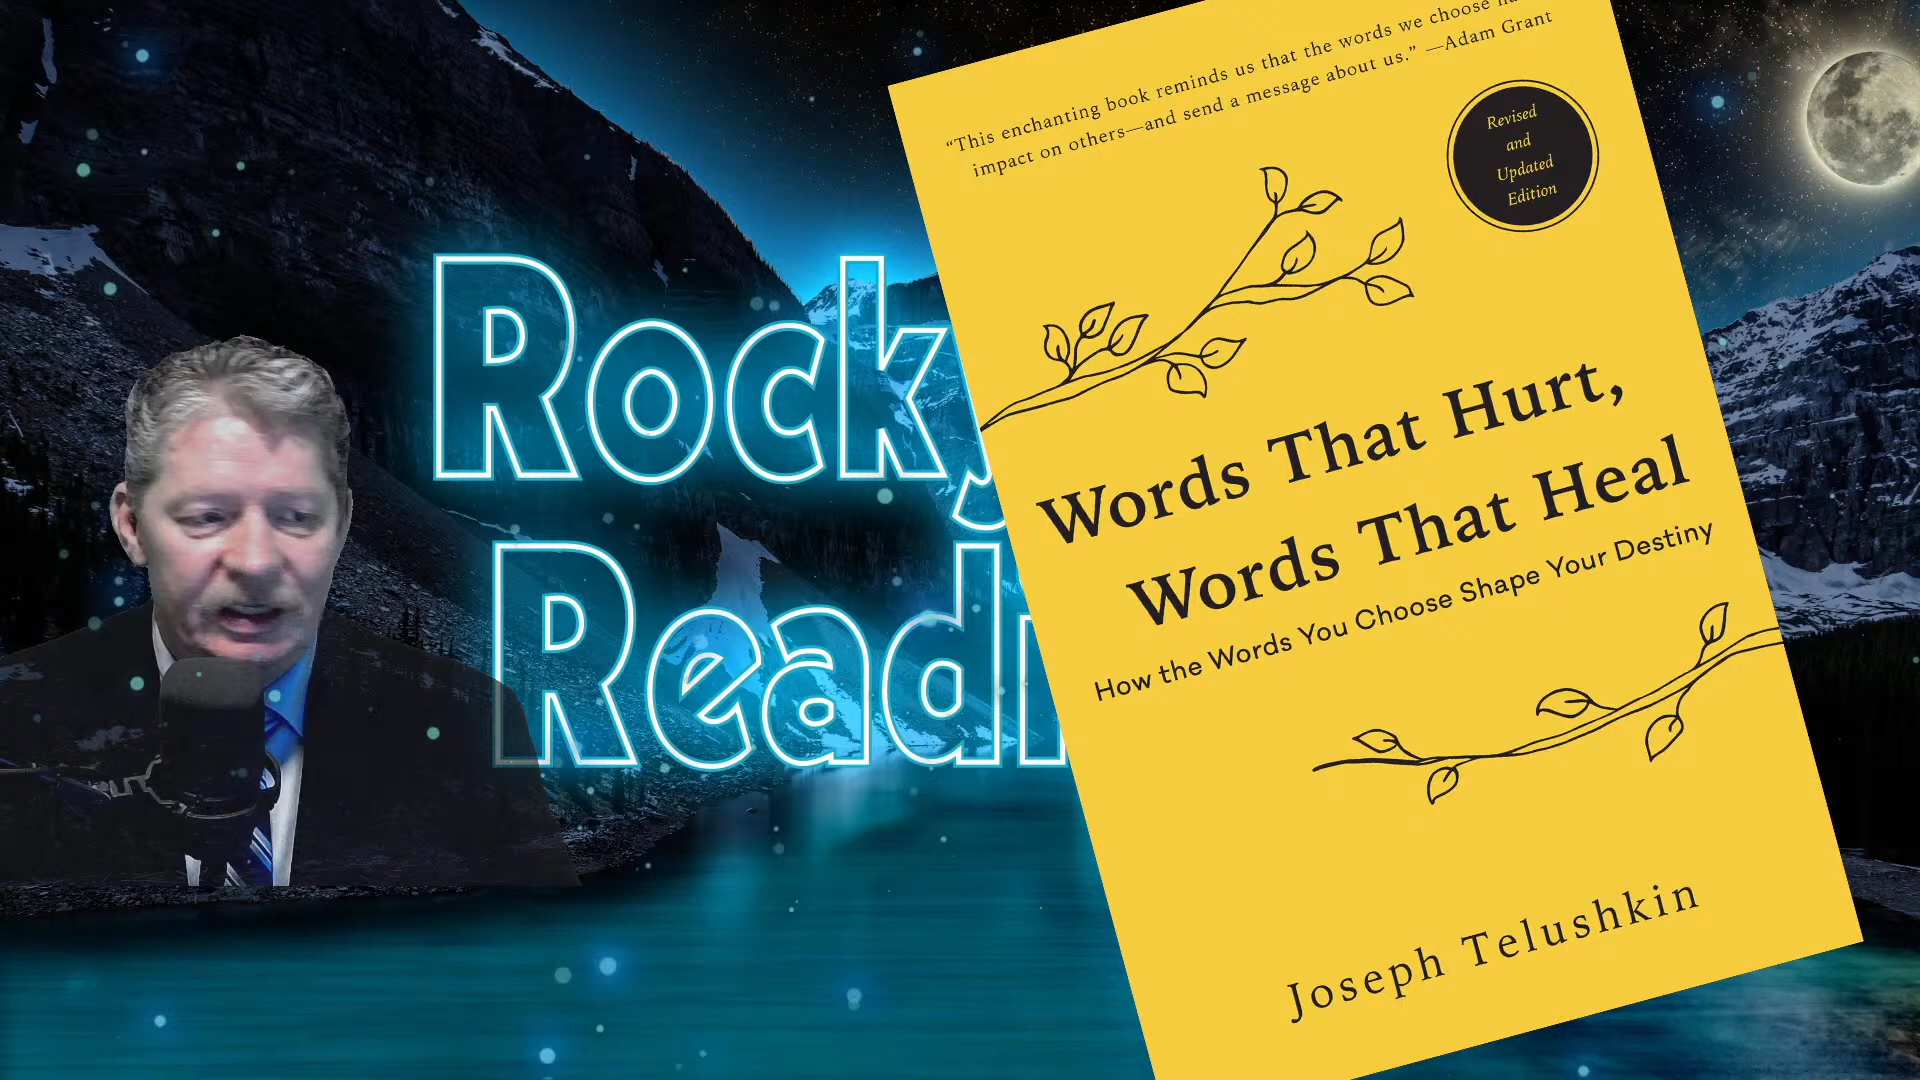 Rocky
Read
“This enchanting book reminds us that the words we choose
impact on others—and send a message about us.” —Adam Grant
Revised
and
Updated
Edition
Words That Hurt,
Words That Heal
How the Words You Choose Shape Your Destiny
Joseph Telushkin